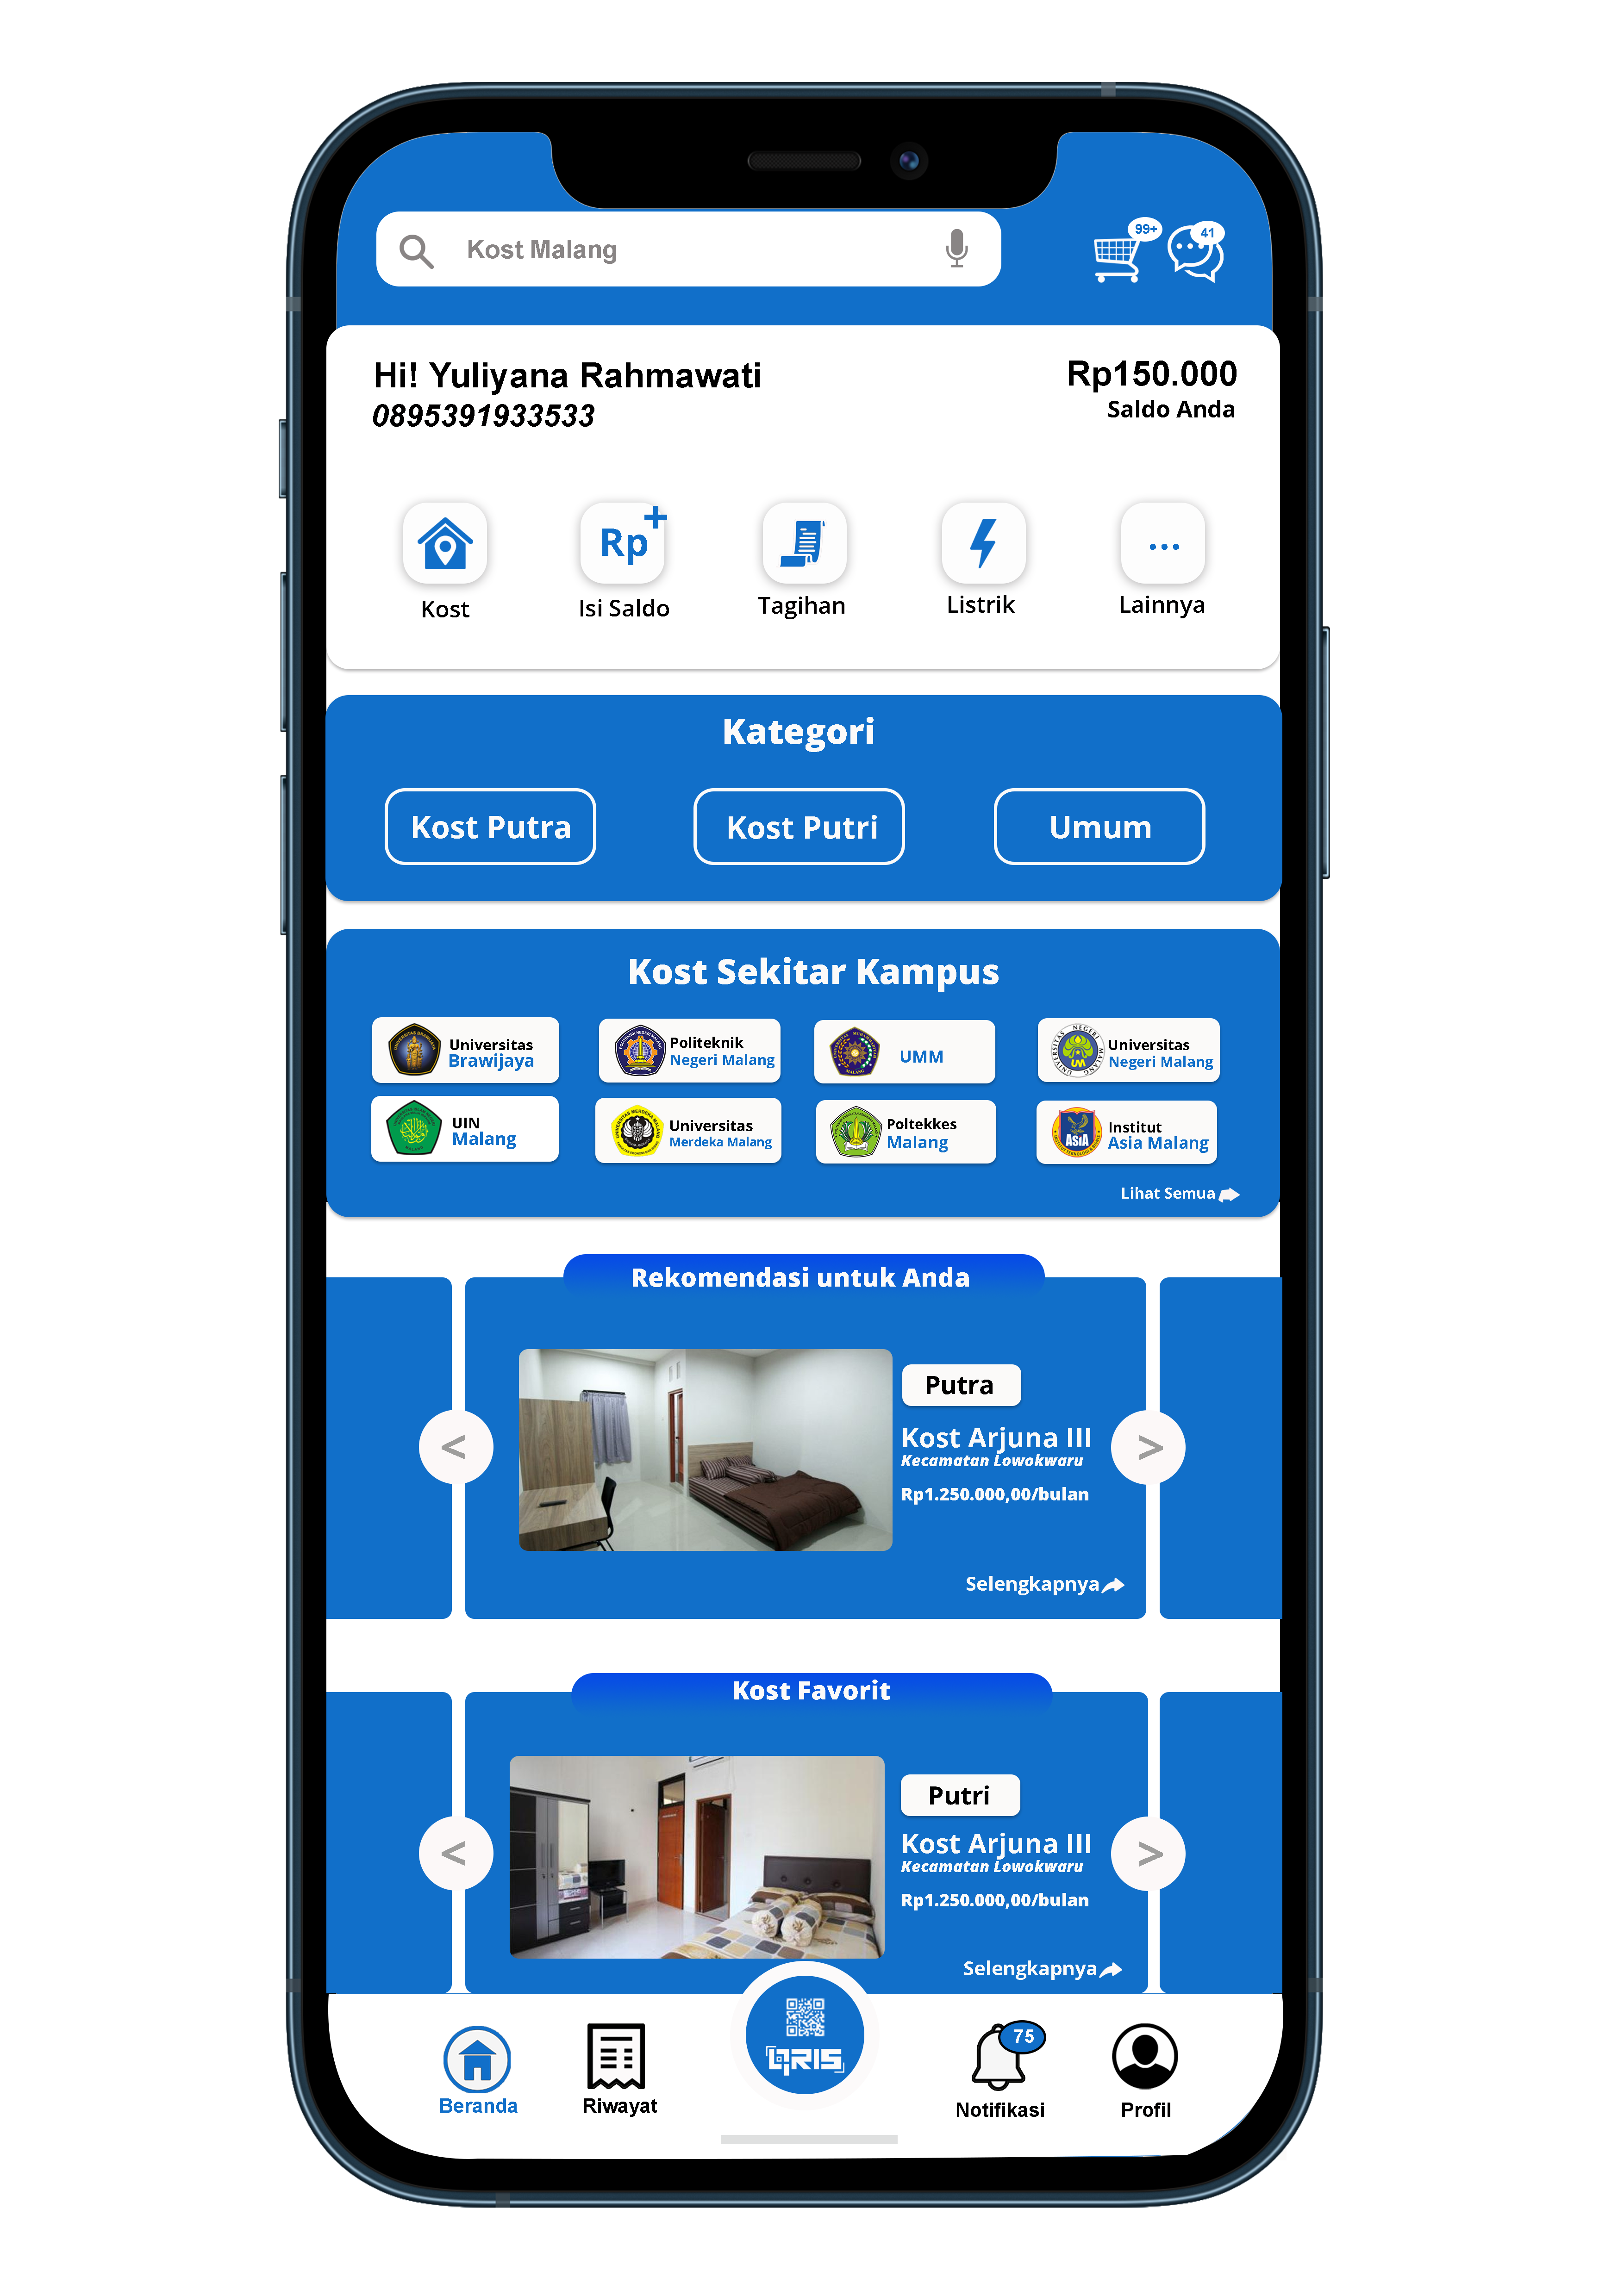 Kost Malang
99+
41
Hi! Yuliyana Rahmawati
0895391933533
Rp150.000
Saldo Anda
Rp+
Kost
Isi Saldo
Tagihan
Listrik
Lainnya
Kategori
Kost Putra
Kost Putri
Umum
Kost Sekitar Kampus
Universitas
Brawijaya
Politeknik
Negeri Malang
UMM
Universitas
Negeri Malang
UIN
Malang
Universitas
Merdeka Malang
Poltekkes
Malang
ASIA
Institut
Asia Malang
Lihat Semua
Rekomendasi untuk Anda
<
Putra
Kost Arjuna III
Kecamatan Lowokwaru
Rp1.250.000,00/bulan
>
Selengkapnya
Kost Favorit
<
Putri
Kost Arjuna III
Kecamatan Lowokwaru
Rp1.250.000,00/bulan
>
Selengkapnya
QRIS
75
Beranda
Riwayat
Notifikasi
Profil